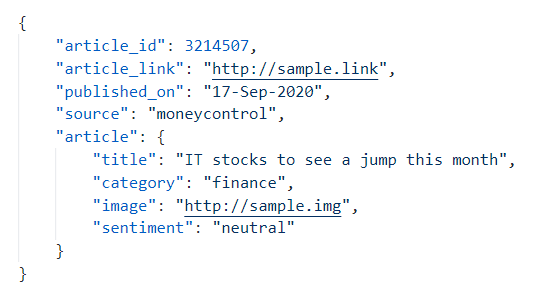 {
    "article_id": 3214507,
    "article_link": "http://sample.link",
    "published_on": "17-Sep-2020",
    "source": "moneycontrol",
    "article": {
        "title": "IT stocks to see a jump this month",
        "category": "finance",
        "image": "http://sample.img",
        "sentiment": "neutral"
    }
}